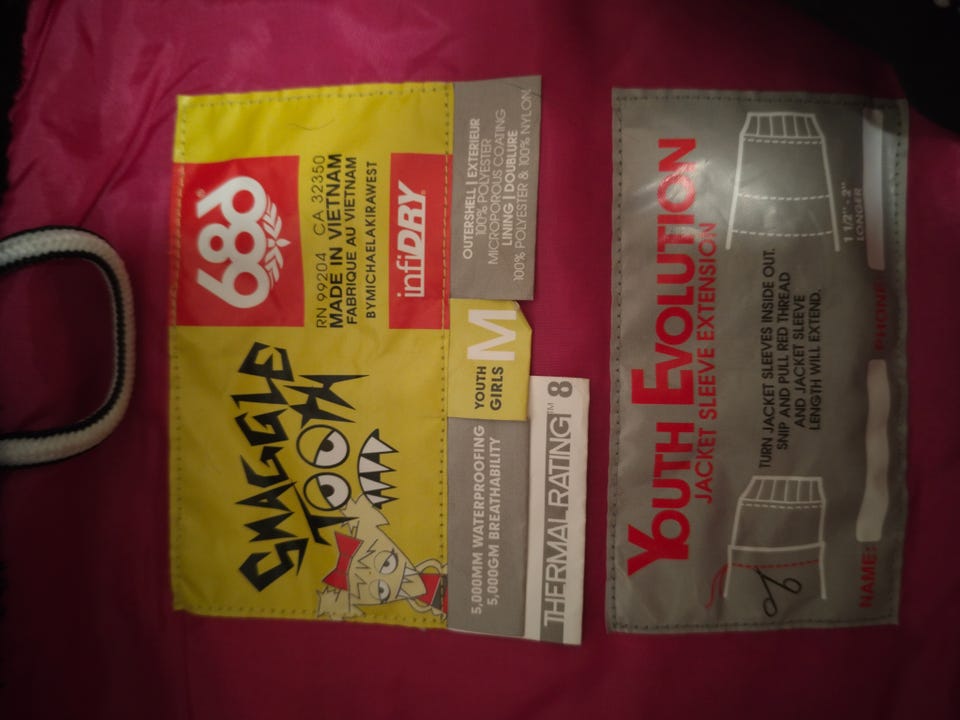 SNAGGLE
TOOTH
686
RN 99204 CA 32350
MADE IN VIETNAM
FABRIQUE AU VIETNAM
BYMICHAELAKIRAWEST
infiDRY
5,000MM WATERPROOFING
5,000GM BREATHABILITY
YOUTH
GIRLS
M
OUTERSHELL | EXTERIEUR
100% POLYESTER
MICROPOROUS COATING
LINING | DOUBLURE
100% POLYESTER & 100% NYLON
THERMALRATING™ 8
YOUTH EVOLUTION
JACKET SLEEVE EXTENSION
TURN JACKET SLEEVES INSIDE OUT.
SNIP AND PULL RED THREAD
AND JACKET SLEEVE
LENGTH WILL EXTEND.
1 1/2" - 2"
LONGER
NAME:
PHONE: